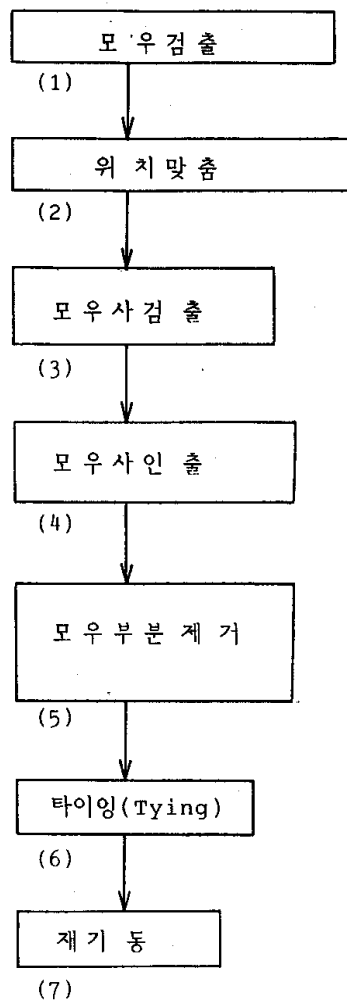 모우검출
(1)
위치맞춤
(2)
모우사검출
(3)
모우사인출
(4)
모우부분제거
(5)
타이잉(Tying)
(6)
재기동
(7)